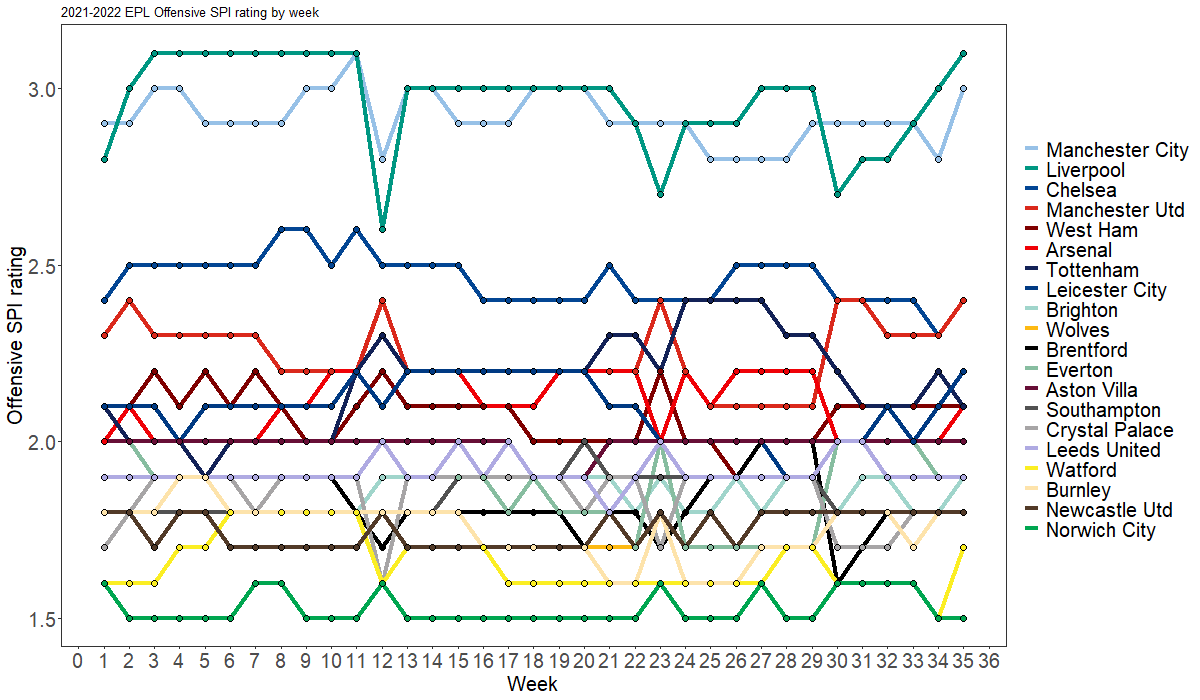 2021-2022 EPL Offensive SPI rating by week
Offensive SPI rating
3.0
2.5
2.0
1.5
0 1 2 3 4 5 6 7 8 9 10 11 12 13 14 15 16 17 18 19 20 21 22 23 24 25 26 27 28 29 30 31 32 33 34 35 36
Week
Manchester City
Liverpool
Chelsea
Manchester Utd
West Ham
Arsenal
Tottenham
Leicester City
Brighton
Wolves
Brentford
Everton
Aston Villa
Southampton
Crystal Palace
Leeds United
Watford
Burnley
Newcastle Utd
Norwich City